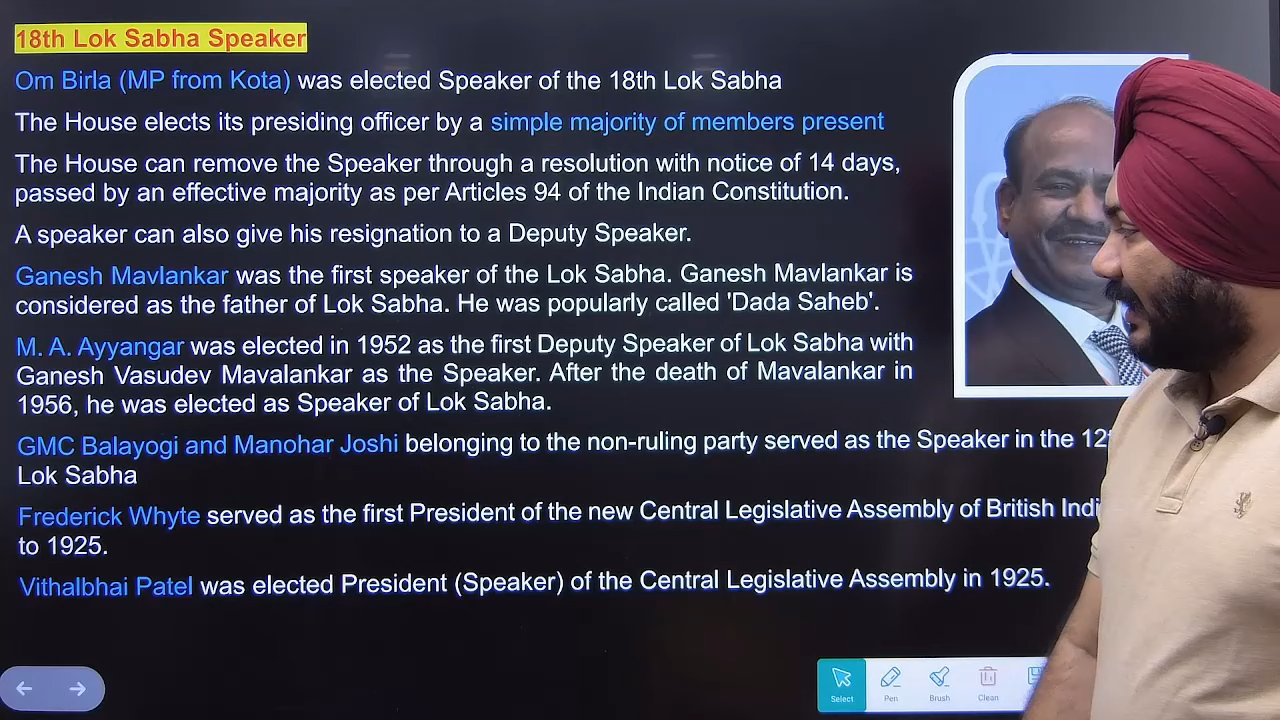 18th Lok Sabha Speaker
Om Birla (MP from Kota) was elected Speaker of the 18th Lok Sabha
The House elects its presiding officer by a simple majority of members present
The House can remove the Speaker through a resolution with notice of 14 days,
passed by an effective majority as per Articles 94 of the Indian Constitution.
A speaker can also give his resignation to a Deputy Speaker.
Ganesh Mavlankar was the first speaker of the Lok Sabha. Ganesh Mavlankar is
considered as the father of Lok Sabha. He was popularly called 'Dada Saheb'.
M. A. Ayyangar was elected in 1952 as the first Deputy Speaker of Lok Sabha with
Ganesh Vasudev Mavalankar as the Speaker. After the death of Mavalankar in
1956, he was elected as Speaker of Lok Sabha.
GMC Balayogi and Manohar Joshi belonging to the non-ruling party served as the Speaker in the 12
Lok Sabha
Frederick Whyte served as the first President of the new Central Legislative Assembly of British
to 1925.
Vithalbhai Patel was elected President (Speaker) of the Central Legislative Assembly in 1925.
Select Pen Brush Clean